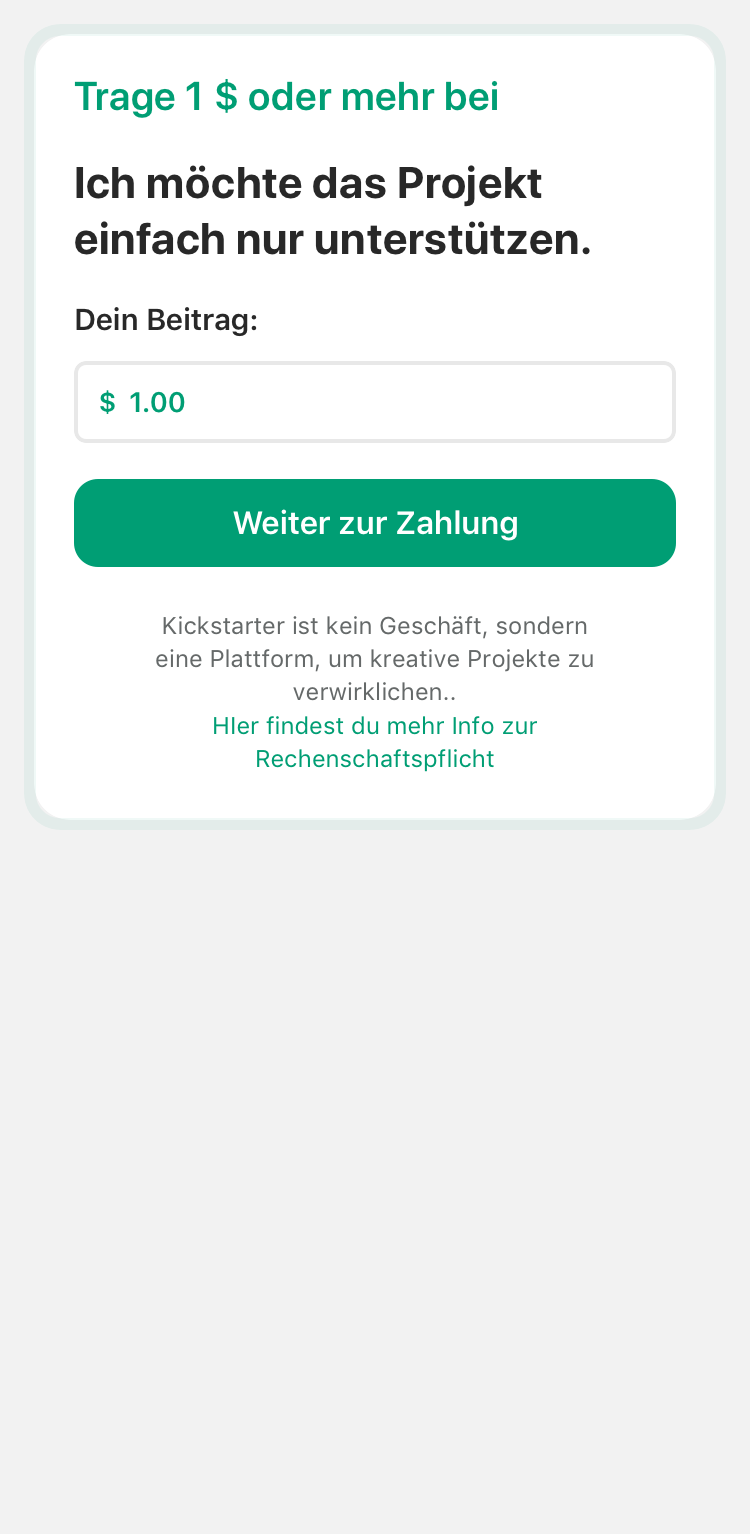 Trage 1 $ oder mehr bei
Ich möchte das Projekt
einfach nur unterstützen.
Dein Beitrag:
$ 1.00
Weiter zur Zahlung
Kickstarter ist kein Geschäft, sondern
eine Plattform, um kreative Projekte zu
verwirklichen..
HIer findest du mehr Info zur
Rechenschaftspflicht